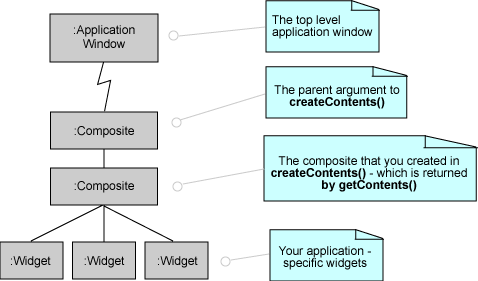 :Application
Window
The top level
application window
The parent argument to
createContents()
:Composite
The composite that you created in
createContents() - which is returned
by getContents()
:Composite
:Widget
:Widget
:Widget
Your application -
specific widgets